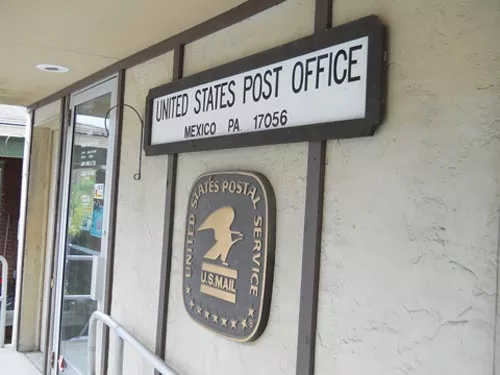 UNITED STATES POST OFFICE
MEXICO PA 17056
UNITED STATES POSTAL SERVICE
U.S.MAIL
®